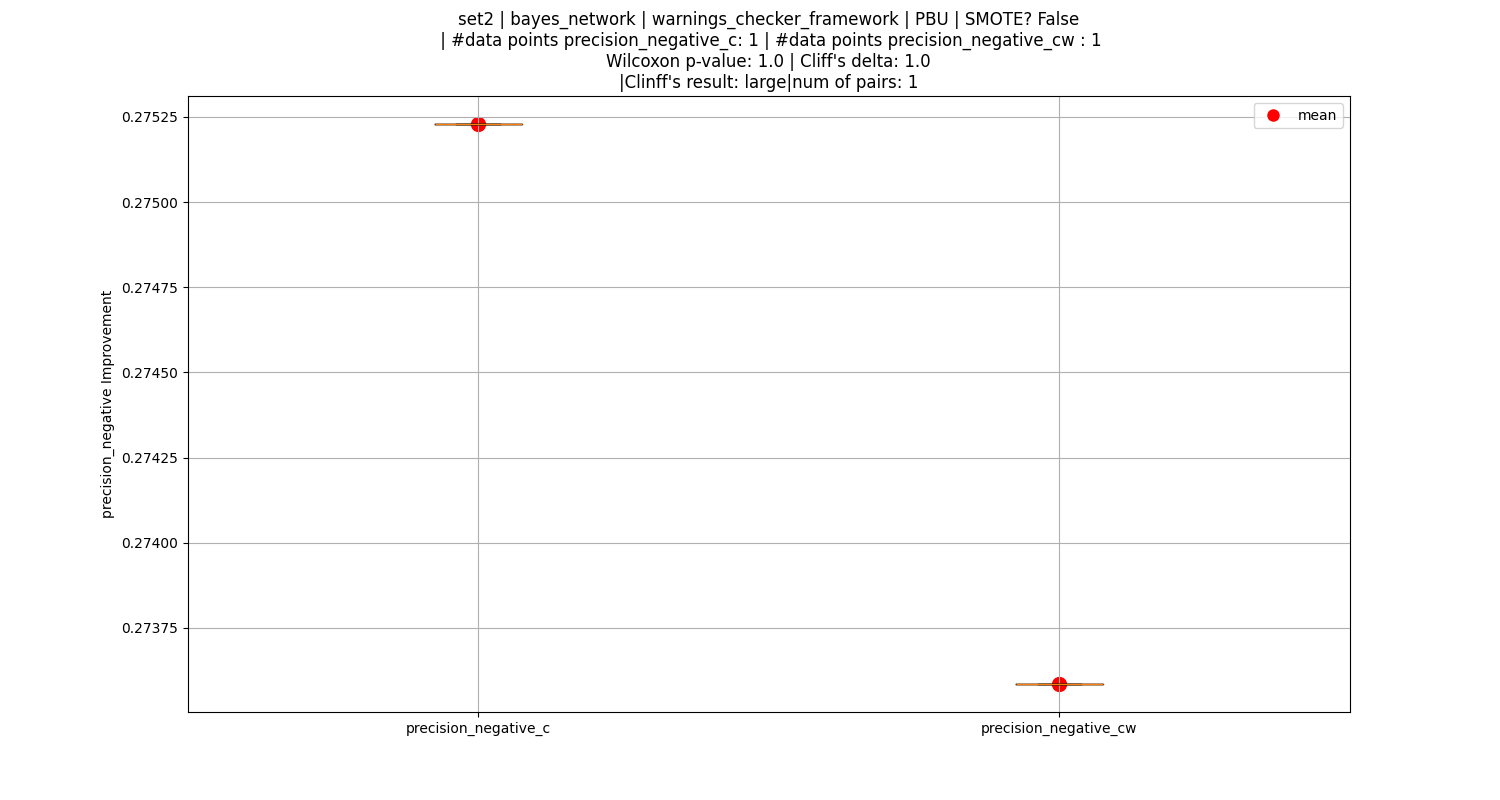 set2 | bayes_network | warnings_checker_framework | PBU | SMOTE? False
| #data points precision_negative_c: 1 | #data points precision_negative_cw : 1
Wilcoxon p-value: 1.0 | Cliff's delta: 1.0
|Clinff's result: large|num of pairs: 1
mean
precision_negative Improvement
0.27525
0.27500
0.27475
0.27450
0.27425
0.27400
0.27375
precision_negative_c
precision_negative_cw